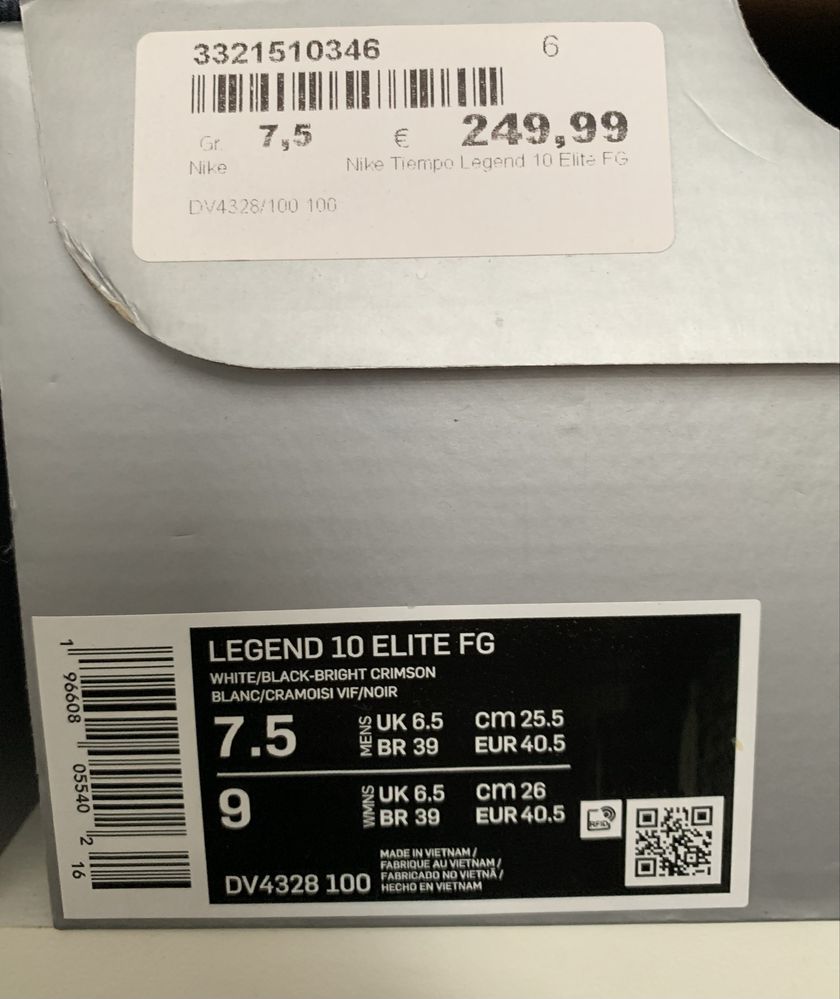 3321510346
6
Gr. 7,5 € 249,99
Nike Nike Tiempo Legend 10 Elite FG
DV4328/100 100
LEGEND 10 ELITE FG
WHITE/BLACK-BRIGHT CRIMSON
BLANC/CRAMOISI VIF/NOIR
7.5 MENS UK 6.5 cm 25.5
BR 39 EUR 40.5
9 WMNS UK 6.5 cm 26
BR 39 EUR 40.5
RFID
DV4328 100
MADE IN VIETNAM /
FABRIQUE AU VIETNAM /
FABRICADO NO VIETNÃ /
HECHO EN VIETNAM
1 96608 05540 2 16